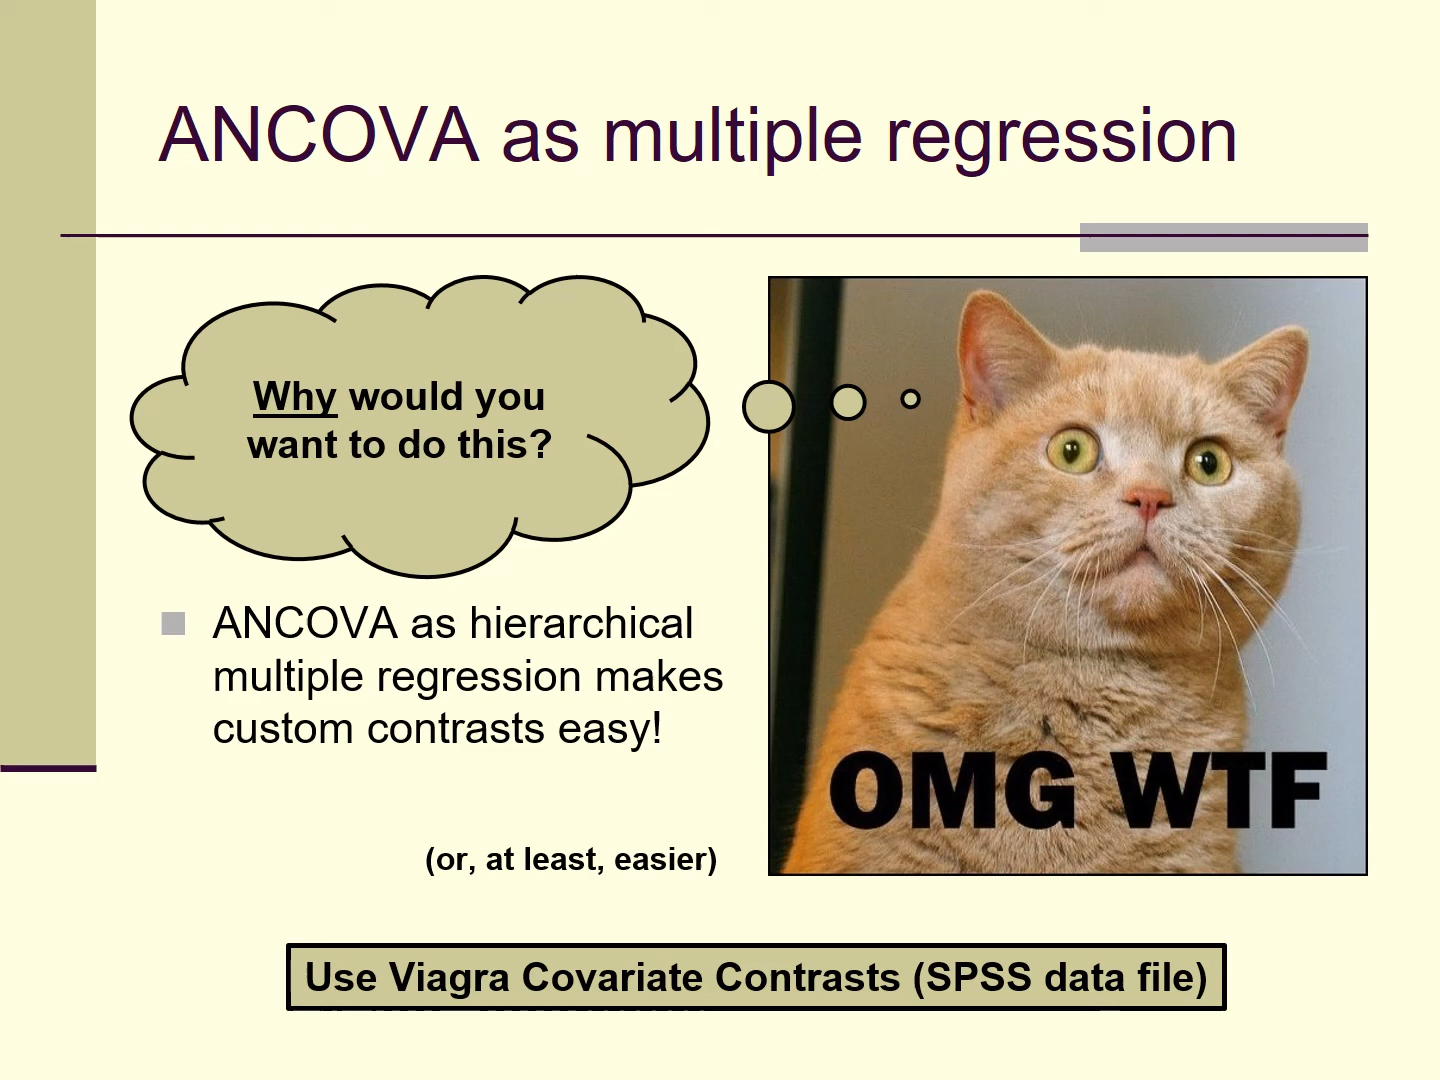 ANCOVA as multiple regression
Why would you
want to do this?
ANCOVA as hierarchical
multiple regression makes
custom contrasts easy!
OMG WTF
(or, at least, easier)
Use Viagra Covariate Contrasts (SPSS data file)